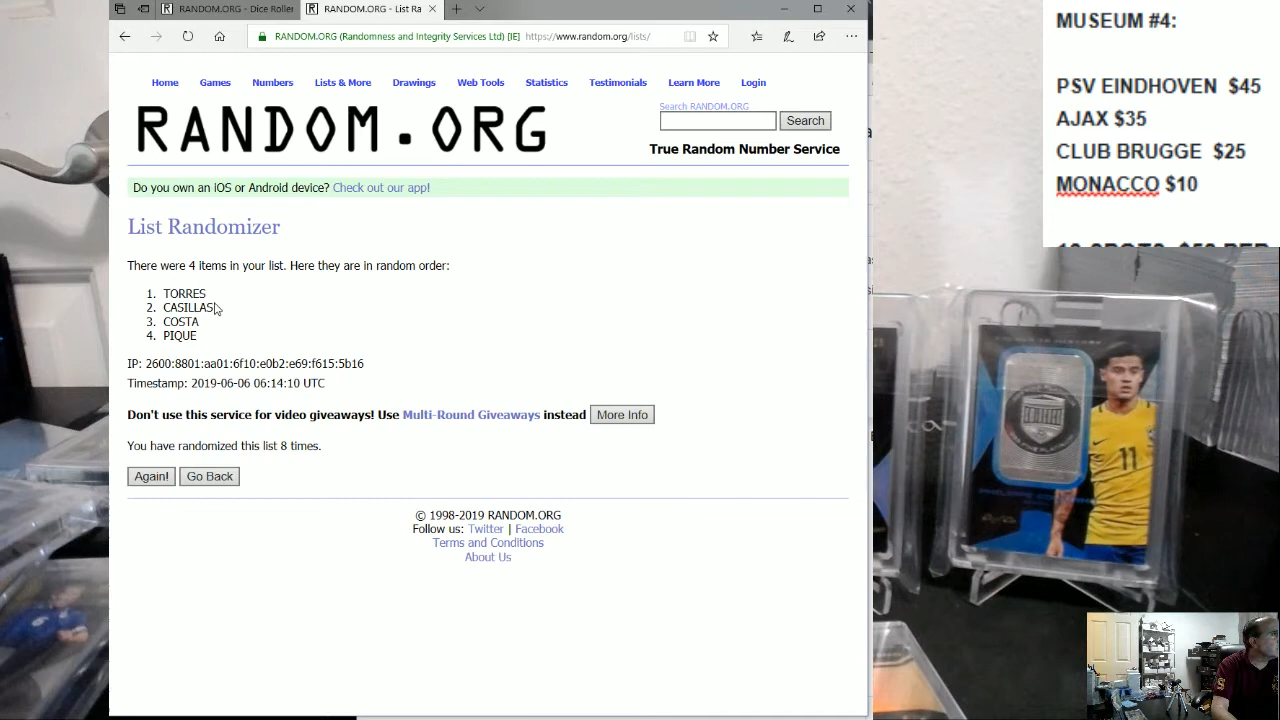 RANDOM.ORG - Dice Roller
RANDOM.ORG - List Ra
RANDOM.ORG (Randomness and Integrity Services Ltd) [IE] https://www.random.org/lists/
Home Games Numbers Lists & More Drawings Web Tools Statistics Testimonials Learn More Login
RANDOM.ORG
Search RANDOM.ORG
Search
True Random Number Service
Do you own an iOS or Android device? Check out our app!
List Randomizer
There were 4 items in your list. Here they are in random order:
1. TORRES
2. CASILLAS
3. COSTA
4. PIQUE
IP: 2600:8801:aa01:6f10:e0b2:e69:f615:5b16
Timestamp: 2019-06-06 06:14:10 UTC
Don't use this service for video giveaways! Use Multi-Round Giveaways instead More Info
You have randomized this list 8 times.
Again! Go Back
© 1998-2019 RANDOM.ORG
Follow us: Twitter | Facebook
Terms and Conditions
About Us
MUSEUM #4:
PSV EINDHOVEN $45
AJAX $35
CLUB BRUGGE $25
MONACCO $10
11